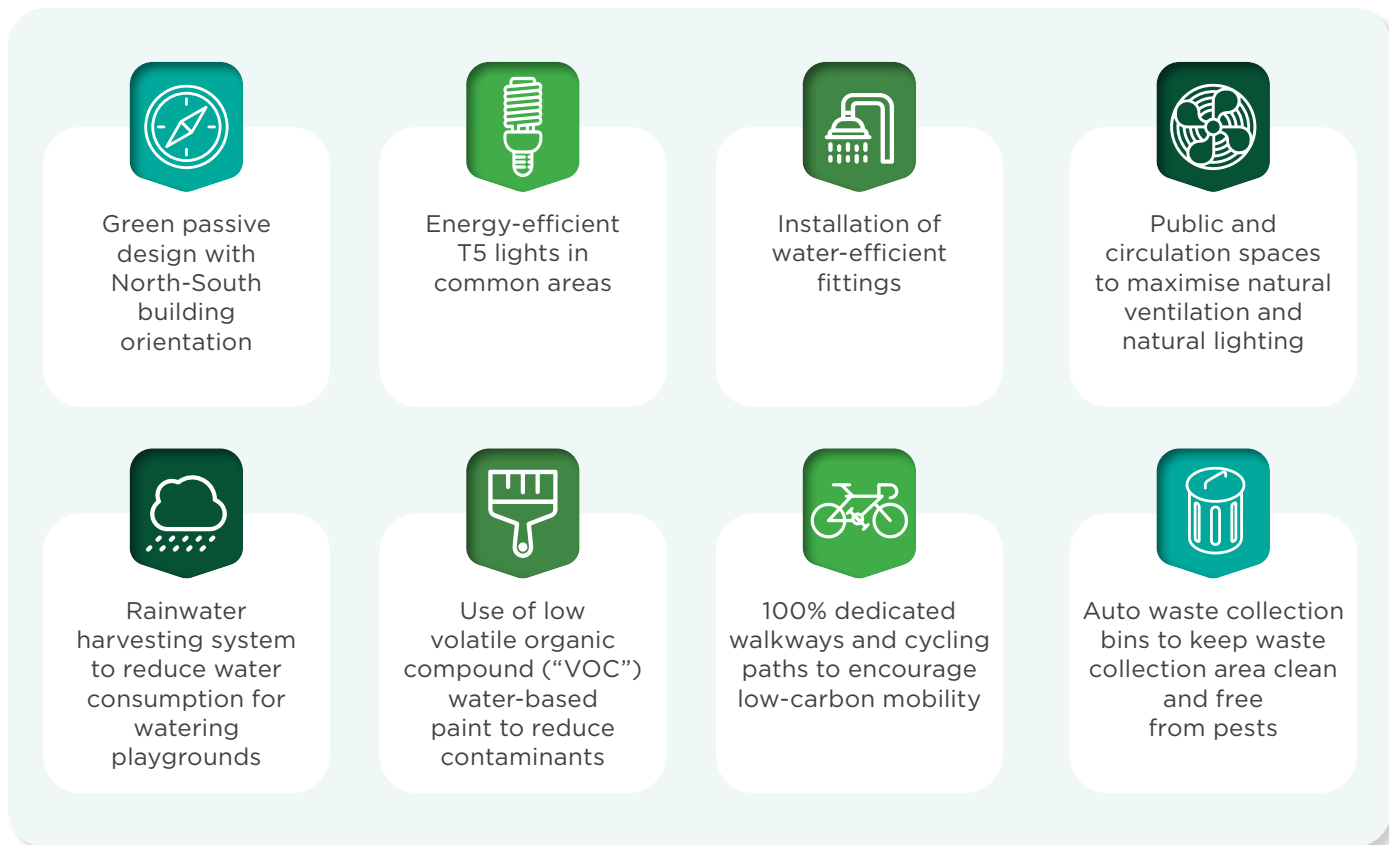 Green passive
design with
North-South
building
orientation
Energy-efficient
T5 lights in
common areas
Installation of
water-efficient
fittings
Public and
circulation spaces
to maximise natural
ventilation and
natural lighting
Rainwater
harvesting system
to reduce water
consumption for
watering
playgrounds
Use of low
volatile organic
compound (“VOC”)
water-based
paint to reduce
contaminants
100% dedicated
walkways and cycling
paths to encourage
low-carbon mobility
Auto waste collection
bins to keep waste
collection area clean
and free
from pests